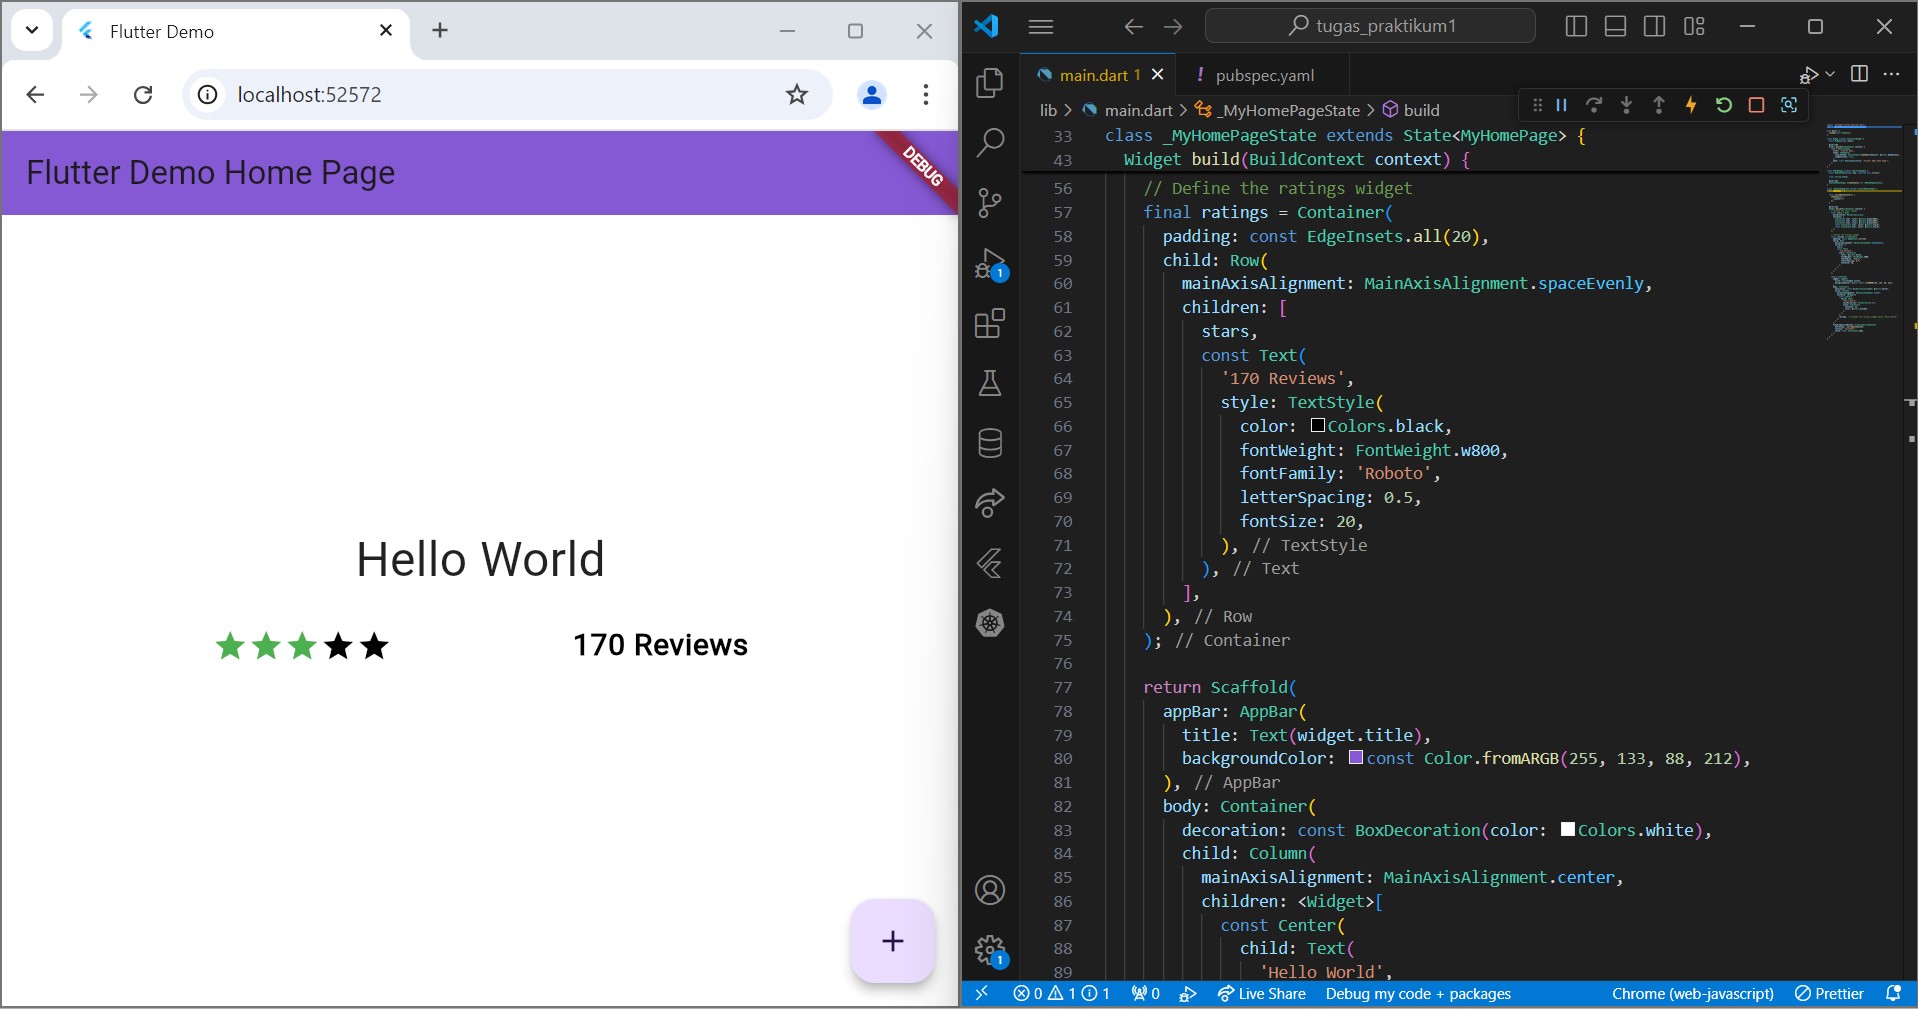 Flutter Demo
localhost:52572
Flutter Demo Home Page
DEBUG
Hello World
170 Reviews
tugas_praktikum1
main.dart 1
! pubspec.yaml
lib > main.dart > _MyHomePageState > build
33 class _MyHomePageState extends State<MyHomePage> {
43 Widget build(BuildContext context) {
56 // Define the ratings widget
57 final ratings = Container(
58 padding: const EdgeInsets.all(20),
59 child: Row(
60 mainAxisAlignment: MainAxisAlignment.spaceEvenly,
61 children: [
62 stars,
63 const Text(
64 '170 Reviews',
65 style: TextStyle(
66 color: Colors.black,
67 fontWeight: FontWeight.w800,
68 fontFamily: 'Roboto',
69 letterSpacing: 0.5,
70 fontSize: 20,
71 ), // TextStyle
72 ), // Text
73 ],
74 ), // Row
75 ); // Container
76
77 return Scaffold(
78 appBar: AppBar(
79 title: Text(widget.title),
80 backgroundColor: const Color.fromARGB(255, 133, 88, 212),
81 ), // AppBar
82 body: Container(
83 decoration: const BoxDecoration(color: Colors.white),
84 child: Column(
85 mainAxisAlignment: MainAxisAlignment.center,
86 children: <Widget>[
87 const Center(
88 child: Text(
89 'Hello World',
1
1
0 1 1 0 Live Share Debug my code + packages Chrome (web-javascript) Prettier